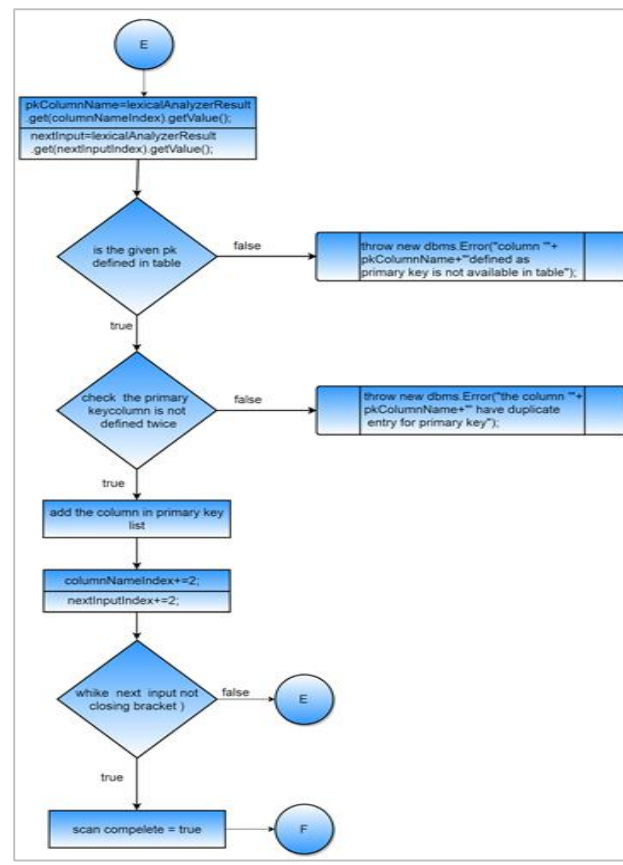 E
pkColumnName=lexicalAnalyzerResult
.get(columnNameIndex).getValue();
nextInput=lexicalAnalyzerResult
.get(nextInputIndex).getValue();
is the given pk
defined in table
false
throw new dbms.Error("column '"+
pkColumnName+"'defined as
primary key is not available in table");
true
check the primary
keycolumn is not
defined twice
false
throw new dbms.Error("the column '"+
pkColumnName+"' have duplicate
entry for primary key");
true
add the column in primary key
list
columnNameIndex+=2;
nextInputIndex+=2;
whike next input not
closing bracket )
false
E
true
scan compelete = true
F